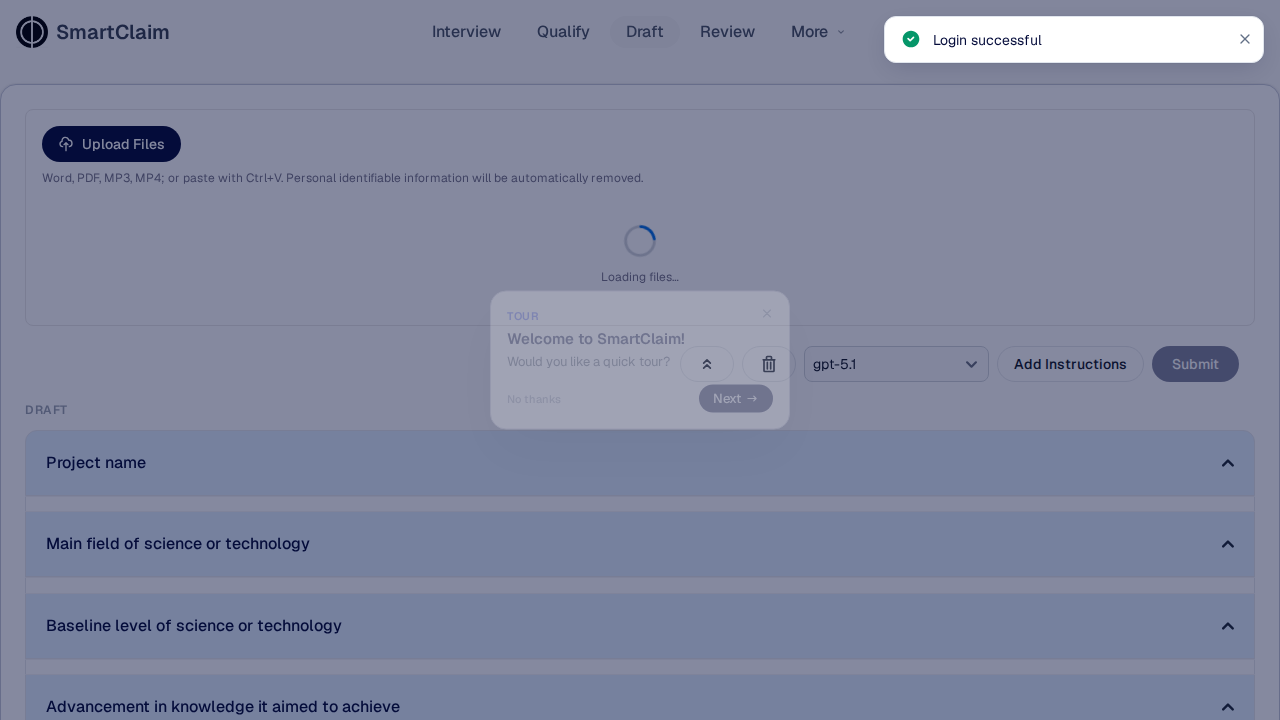 SmartClaim
Interview
Qualify
Draft
Review
More
Login successful
Upload Files
Word, PDF, MP3, MP4; or paste with Ctrl+V. Personal identifiable information will be automatically removed.
Loading files...
TOUR
Welcome to SmartClaim!
Would you like a quick tour?
No thanks
Next →
gpt-5.1
Add Instructions
Submit
DRAFT
Project name
Main field of science or technology
Baseline level of science or technology
Advancement in knowledge it aimed to achieve